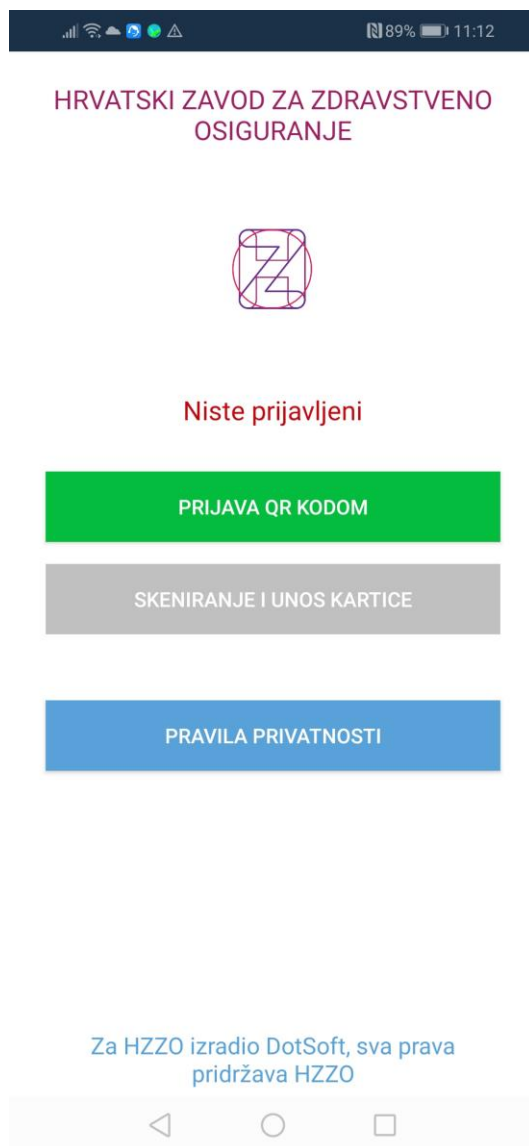 89% 11:12
HRVATSKI ZAVOD ZA ZDRAVSTVENO
OSIGURANJE
Niste prijavljeni
PRIJAVA QR KODOM
SKENIRANJE I UNOS KARTICE
PRAVILA PRIVATNOSTI
Za HZZO izradio DotSoft, sva prava
pridržava HZZO